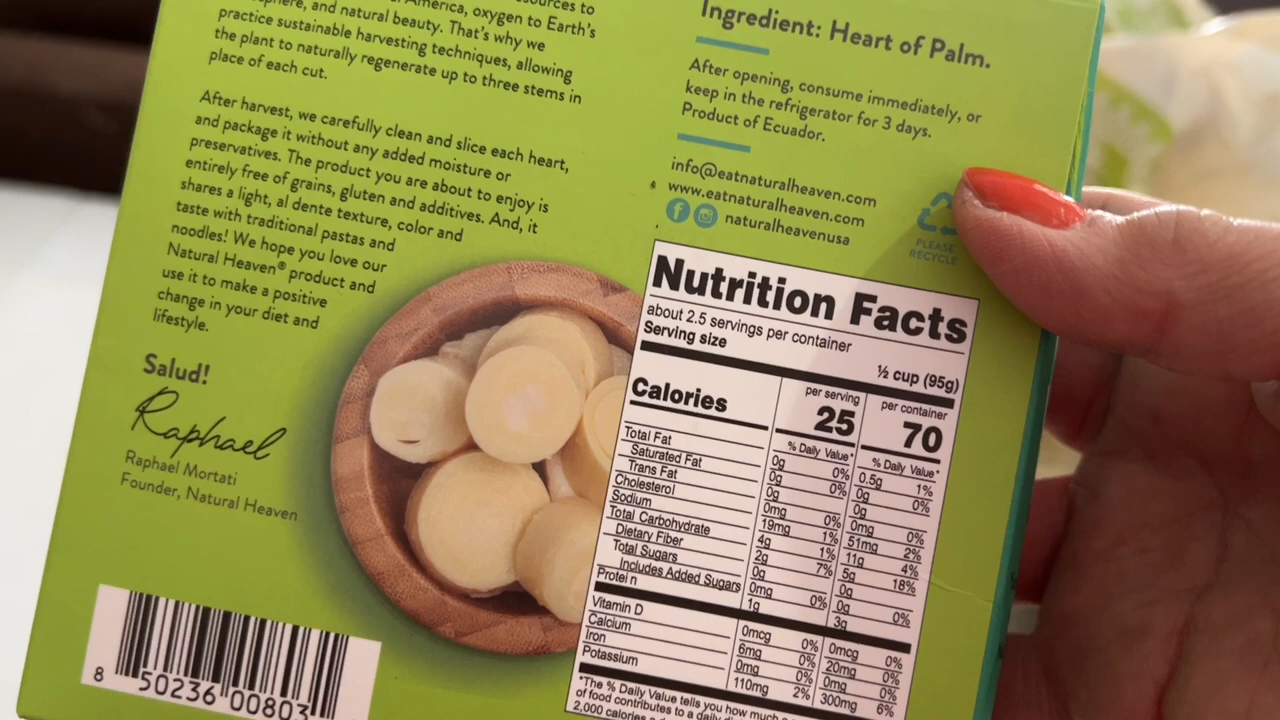 ources to
America, oxygen to Earth's
sphere, and natural beauty. That's why we
practice sustainable harvesting techniques, allowing
the plant to naturally regenerate up to three stems in
place of each cut.
After harvest, we carefully clean and slice each heart,
and package it without any added moisture or
preservatives. The product you are about to enjoy is
entirely free of grains, gluten and additives. And, it
shares a light, al dente texture, color and
taste with traditional pastas and
noodles! We hope you love our
Natural Heaven® product and
use it to make a positive
change in your diet and
lifestyle.
Salud!
Raphael
Raphael Mortati
Founder, Natural Heaven
8 50236 00803
Ingredient: Heart of Palm.
After opening, consume immediately, or
keep in the refrigerator for 3 days.
Product of Ecuador.
info@eatnaturalheaven.com
www.eatnaturalheaven.com
naturalheavenusa
PLEASE
RECYCLE
Nutrition Facts
about 2.5 servings per container
Serving size ½ cup (95g)
Calories per serving 25 per container 70
% Daily Value* % Daily Value*
Total Fat 0g 0% 0.5g 1%
Saturated Fat 0g 0% 0g 0%
Trans Fat 0g 0g
Cholesterol 0mg 0% 0mg 0%
Sodium 19mg 1% 51mg 2%
Total Carbohydrate 4g 1% 11g 4%
Dietary Fiber 2g 7% 5g 18%
Total Sugars 0g 0g
Includes Added Sugars 0mg 0% 0g 0%
Protein 1g 3g
Vitamin D 0mcg 0% 0mcg 0%
Calcium 6mg 0% 20mg 0%
Iron 0mg 0% 0mg 0%
Potassium 110mg 2% 300mg 6%
*The % Daily Value tells you how much a
of food contributes to a daily
2,000 calories a